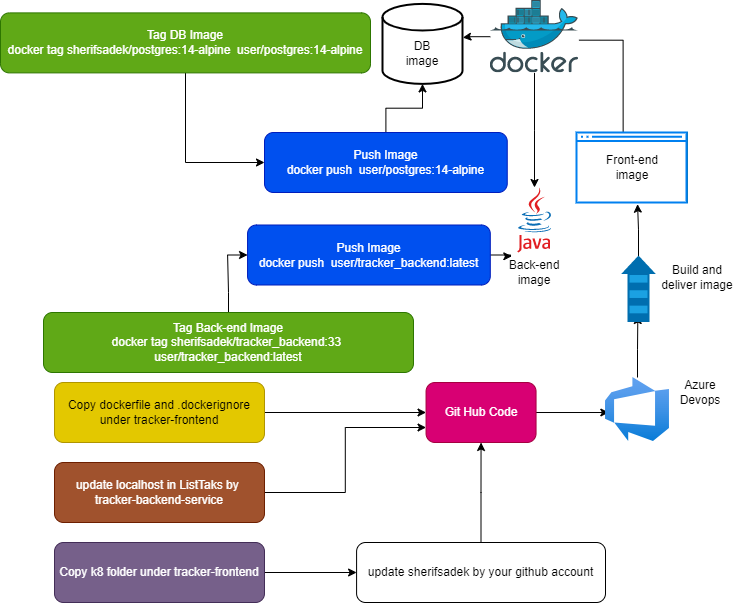 Tag DB Image
docker tag sherifsadek/postgres:14-alpine user/postgres:14-alpine
DB
image
docker
Push Image
docker push user/postgres:14-alpine
Front-end
image
Java
Back-end
image
Push Image
docker push user/tracker_backend:latest
Build and
deliver image
Tag Back-end Image
docker tag sherifsadek/tracker_backend:33
user/tracker_backend:latest
Copy dockerfile and .dockerignore
under tracker-frontend
Git Hub Code
Azure
Devops
update localhost in ListTaks by
tracker-backend-service
Copy k8 folder under tracker-frontend
update sherifsadek by your github account